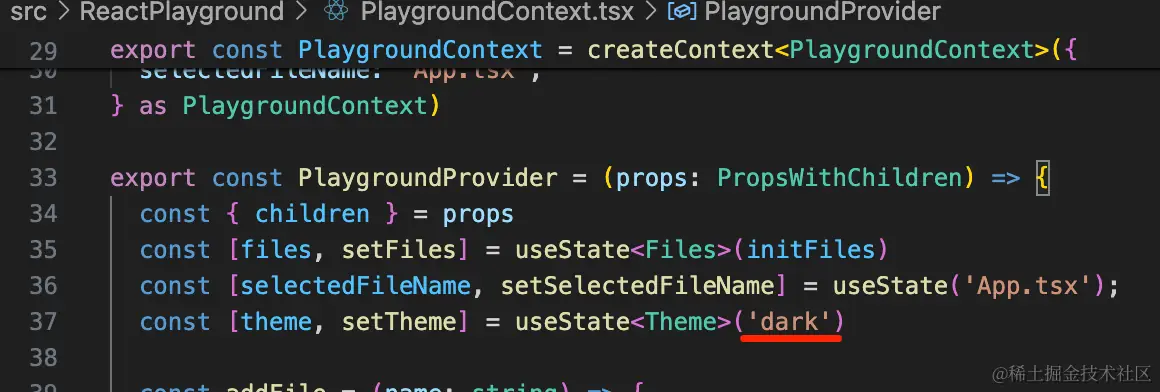 src > ReactPlayground > PlaygroundContext.tsx > PlaygroundProvider
29 export const PlaygroundContext = createContext<PlaygroundContext>({
30 selectedFileName: 'App.tsx',
31 } as PlaygroundContext)
32
33 export const PlaygroundProvider = (props: PropsWithChildren) => {
34 const { children } = props
35 const [files, setFiles] = useState<Files>(initFiles)
36 const [selectedFileName, setSelectedFileName] = useState('App.tsx');
37 const [theme, setTheme] = useState<Theme>('dark')
38
39 const addFile = (name: string) => {
@稀土掘金技术社区